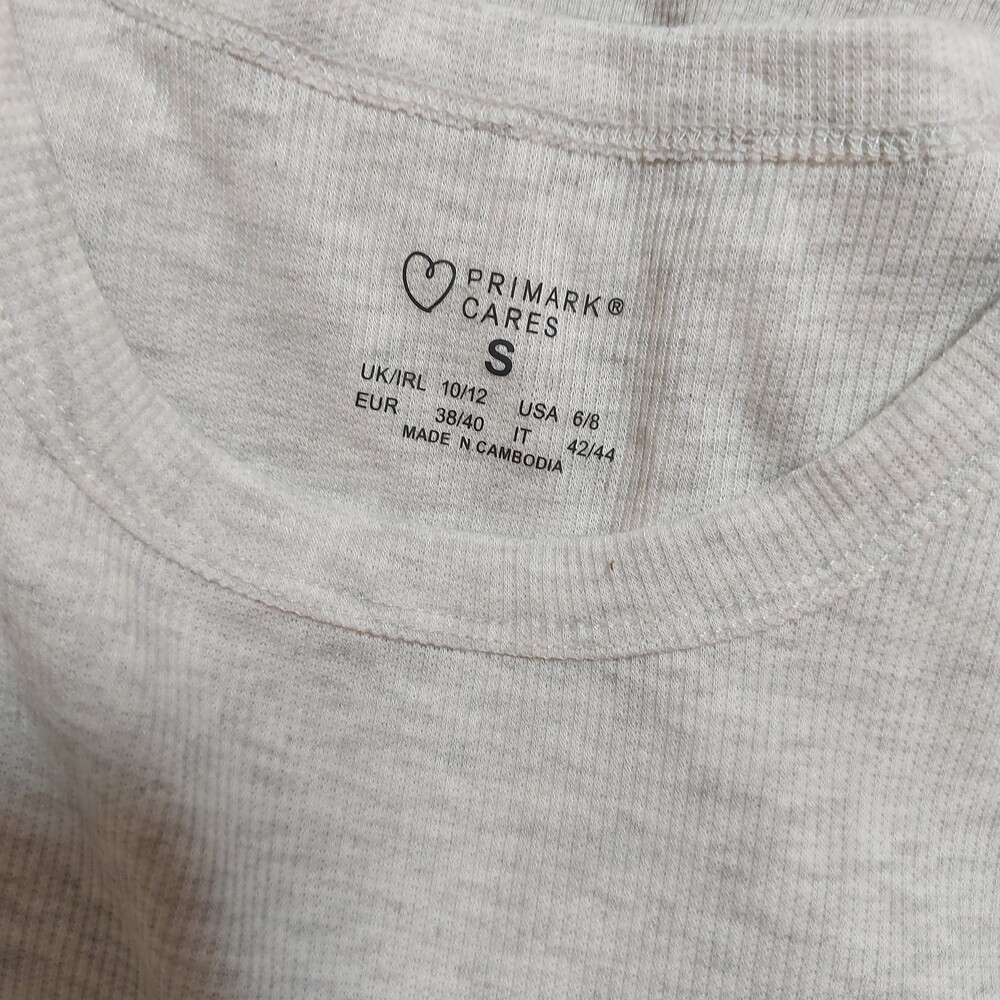 PRIMARK®
CARES
S
UK/IRL 10/12 USA 6/8
EUR 38/40 IT 42/44
MADE N CAMBODIA